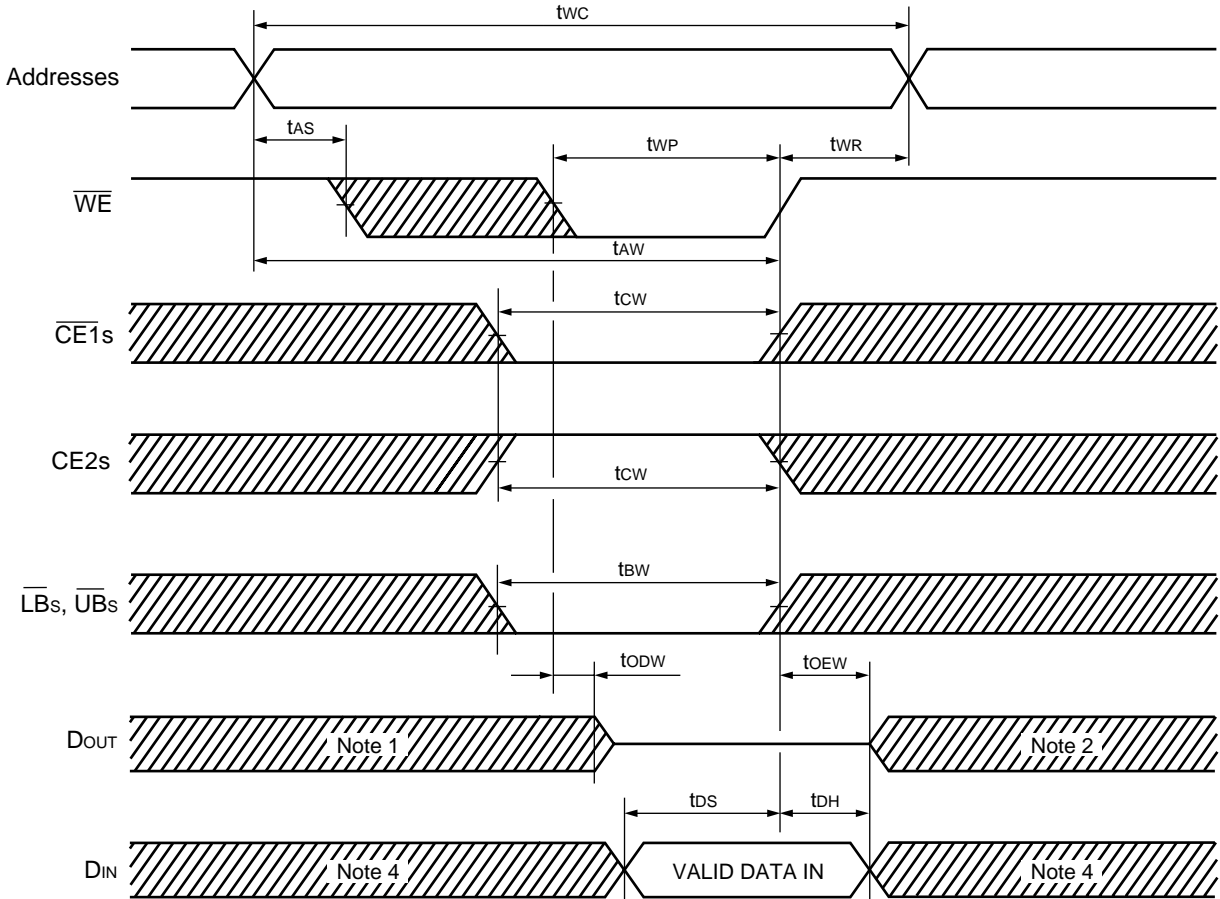 tWC
Addresses
tAS
tWP
tWR
WE
tAW
tCW
CE1s
CE2s
tCW
tBW
LBs, UBs
tODW
tOEW
DOUT
Note 1
Note 2
tDS
tDH
DIN
Note 4
VALID DATA IN
Note 4